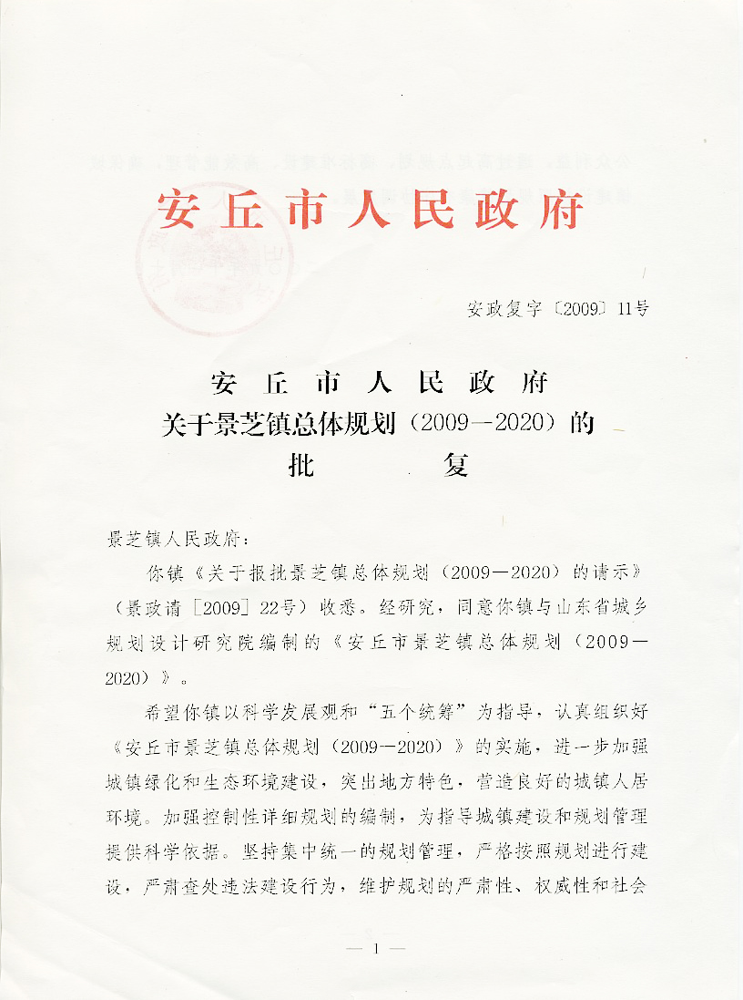 安丘市人民政府
安政复字〔2009〕11号
安丘市人民政府
关于景芝镇总体规划（2009—2020）的
批复
景芝镇人民政府：
你镇《关于报批景芝镇总体规划（2009—2020）的请示》
（景政请［2009］22号）收悉。经研究，同意你镇与山东省城乡
规划设计研究院编制的《安丘市景芝镇总体规划（2009—
2020）》。
希望你镇以科学发展观和“五个统筹”为指导，认真组织好
《安丘市景芝镇总体规划（2009—2020）》的实施，进一步加强
城镇绿化和生态环境建设，突出地方特色，营造良好的城镇人居
环境。加强控制性详细规划的编制，为指导城镇建设和规划管理
提供科学依据。坚持集中统一的规划管理，严格按照规划进行建
设，严肃查处违法建设行为，维护规划的严肃性、权威性和社会
— 1 —